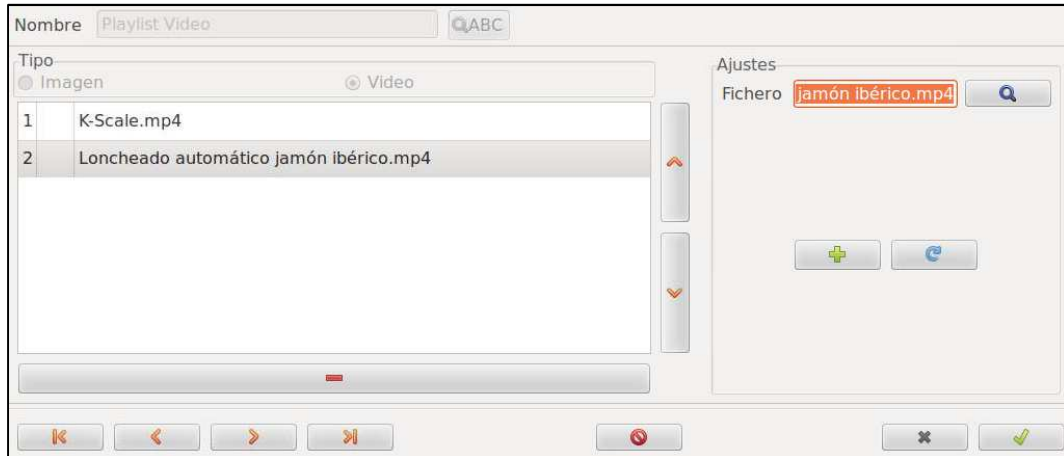 Nombre Playlist Video ABC
Tipo
Imagen Video
1 K-Scale.mp4
2 Loncheado automático jamón ibérico.mp4
Ajustes
Fichero jamón ibérico.mp4